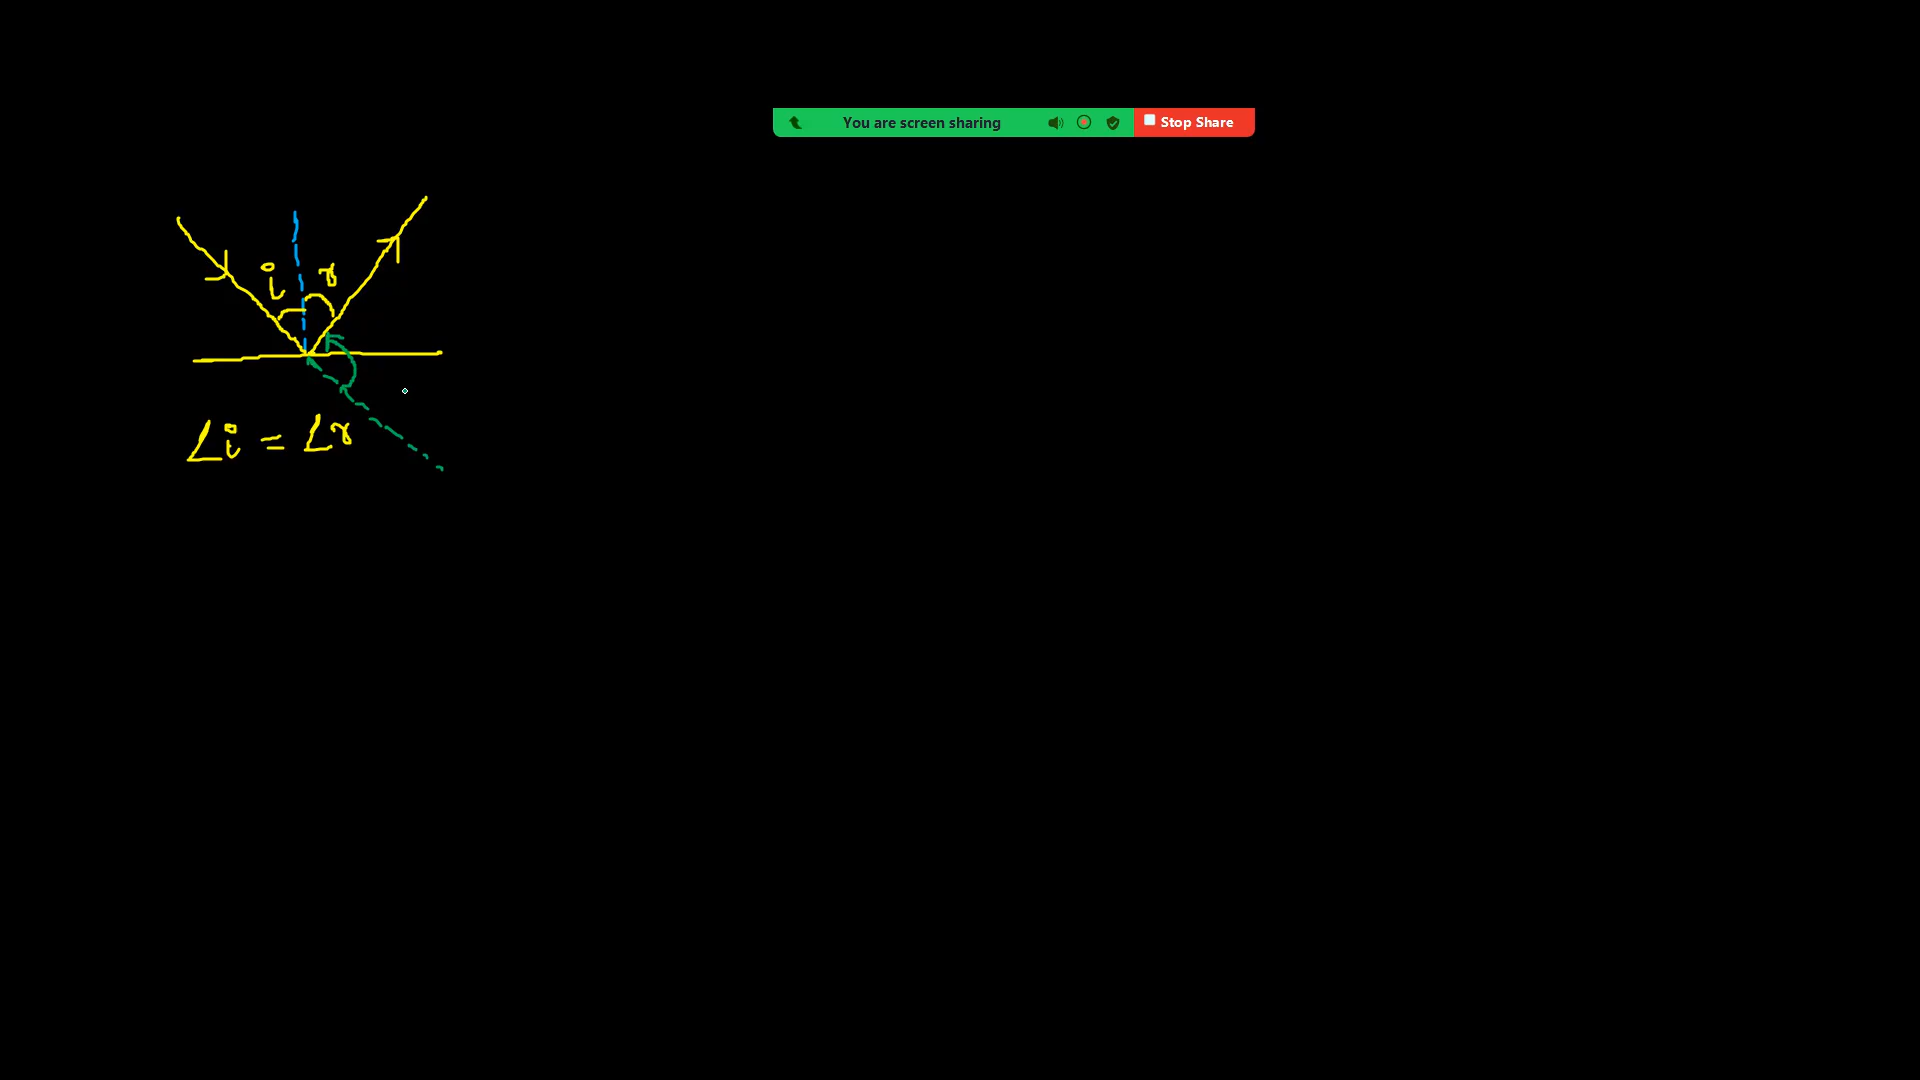 You are screen sharing Stop Share
i r
∠i = ∠r